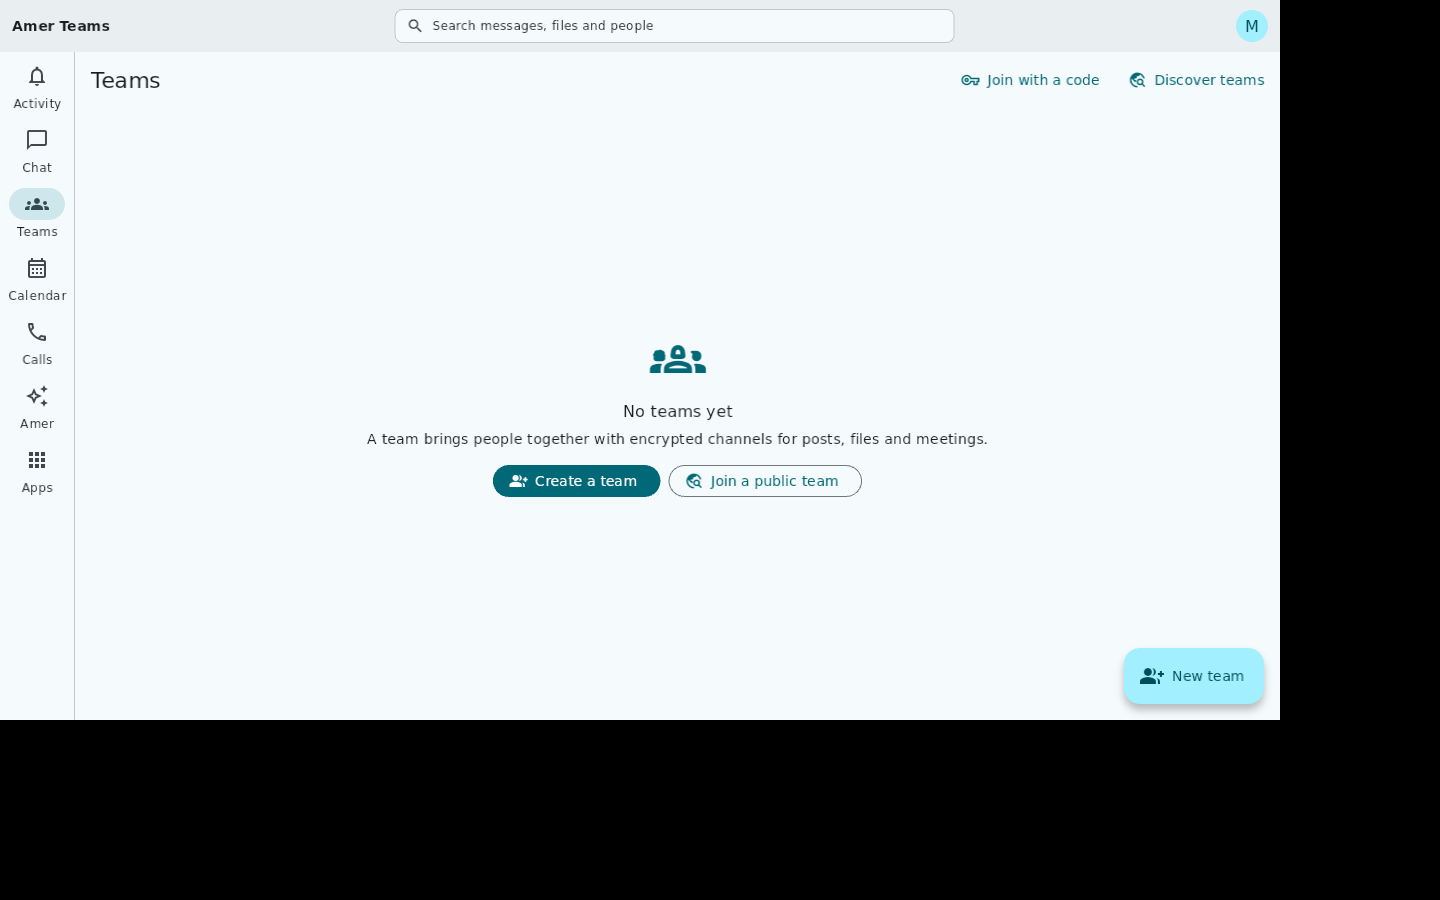 Amer Teams
Search messages, files and people
M
Activity
Chat
Teams
Calendar
Calls
Amer
Apps
Teams
Join with a code
Discover teams
No teams yet
A team brings people together with encrypted channels for posts, files and meetings.
Create a team
Join a public team
New team